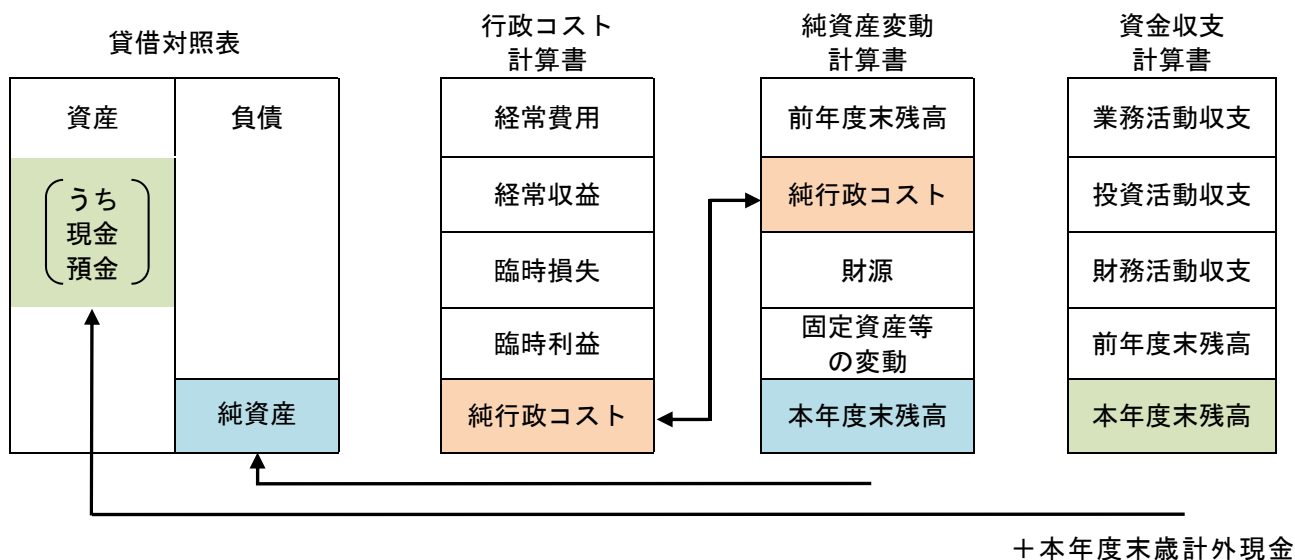 貸借対照表
資産
負債
うち
現金
預金
純資産
行政コスト
計算書
経常費用
経常収益
臨時損失
臨時利益
純行政コスト
純資産変動
計算書
前年度末残高
純行政コスト
財源
固定資産等
の変動
本年度末残高
資金収支
計算書
業務活動収支
投資活動収支
財務活動収支
前年度末残高
本年度末残高
＋本年度末歳計外現金